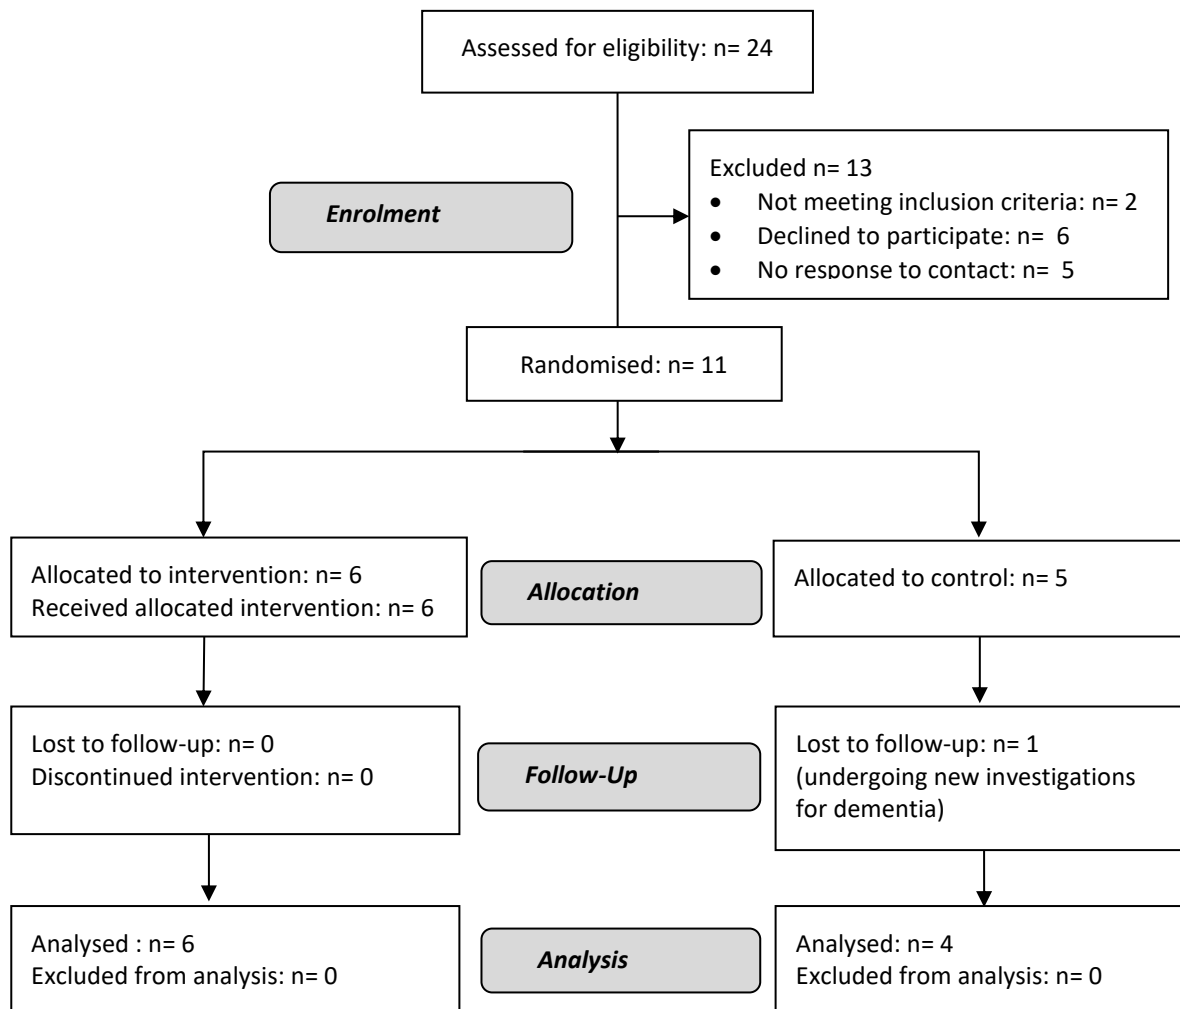 Assessed for eligibility: n= 24
Excluded n= 13
• Not meeting inclusion criteria: n= 2
• Declined to participate: n= 6
• No response to contact: n= 5
Enrolment
Randomised: n= 11
Allocated to intervention: n= 6
Received allocated intervention: n= 6
Allocation
Allocated to control: n= 5
Lost to follow-up: n= 0
Discontinued intervention: n= 0
Follow-Up
Lost to follow-up: n= 1
(undergoing new investigations
for dementia)
Analysed : n= 6
Excluded from analysis: n= 0
Analysis
Analysed: n= 4
Excluded from analysis: n= 0